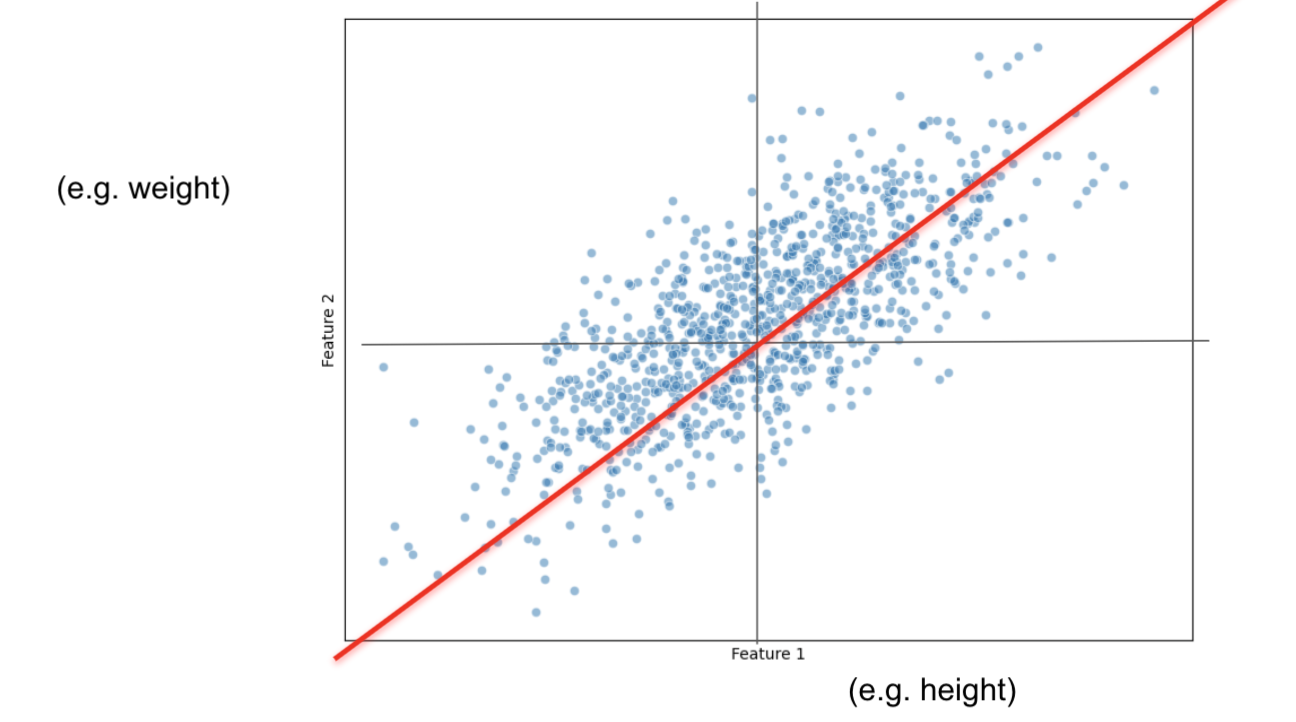 (e.g. weight)
Feature 2
Feature 1
(e.g. height)